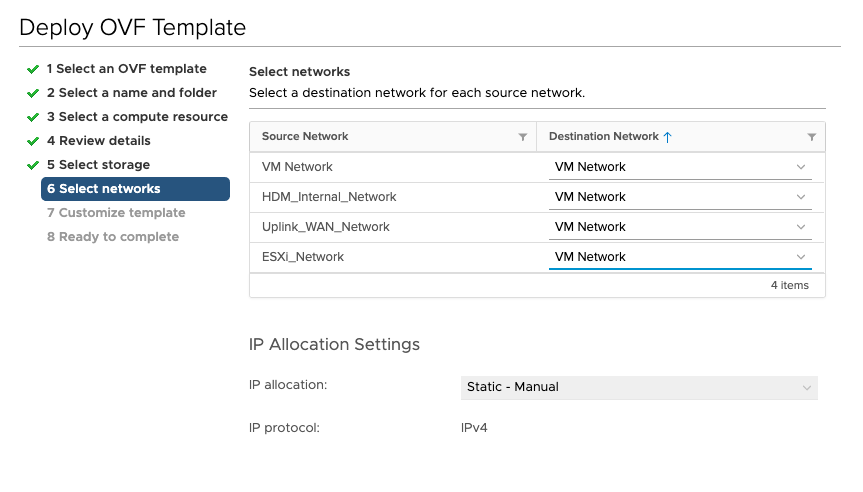 Deploy OVF Template
1 Select an OVF template
2 Select a name and folder
3 Select a compute resource
4 Review details
5 Select storage
6 Select networks
7 Customize template
8 Ready to complete
Select networks
Select a destination network for each source network.
Source Network Destination Network
VM Network VM Network
HDM_Internal_Network VM Network
Uplink_WAN_Network VM Network
ESXi_Network VM Network
4 items
IP Allocation Settings
IP allocation: Static - Manual
IP protocol: IPv4